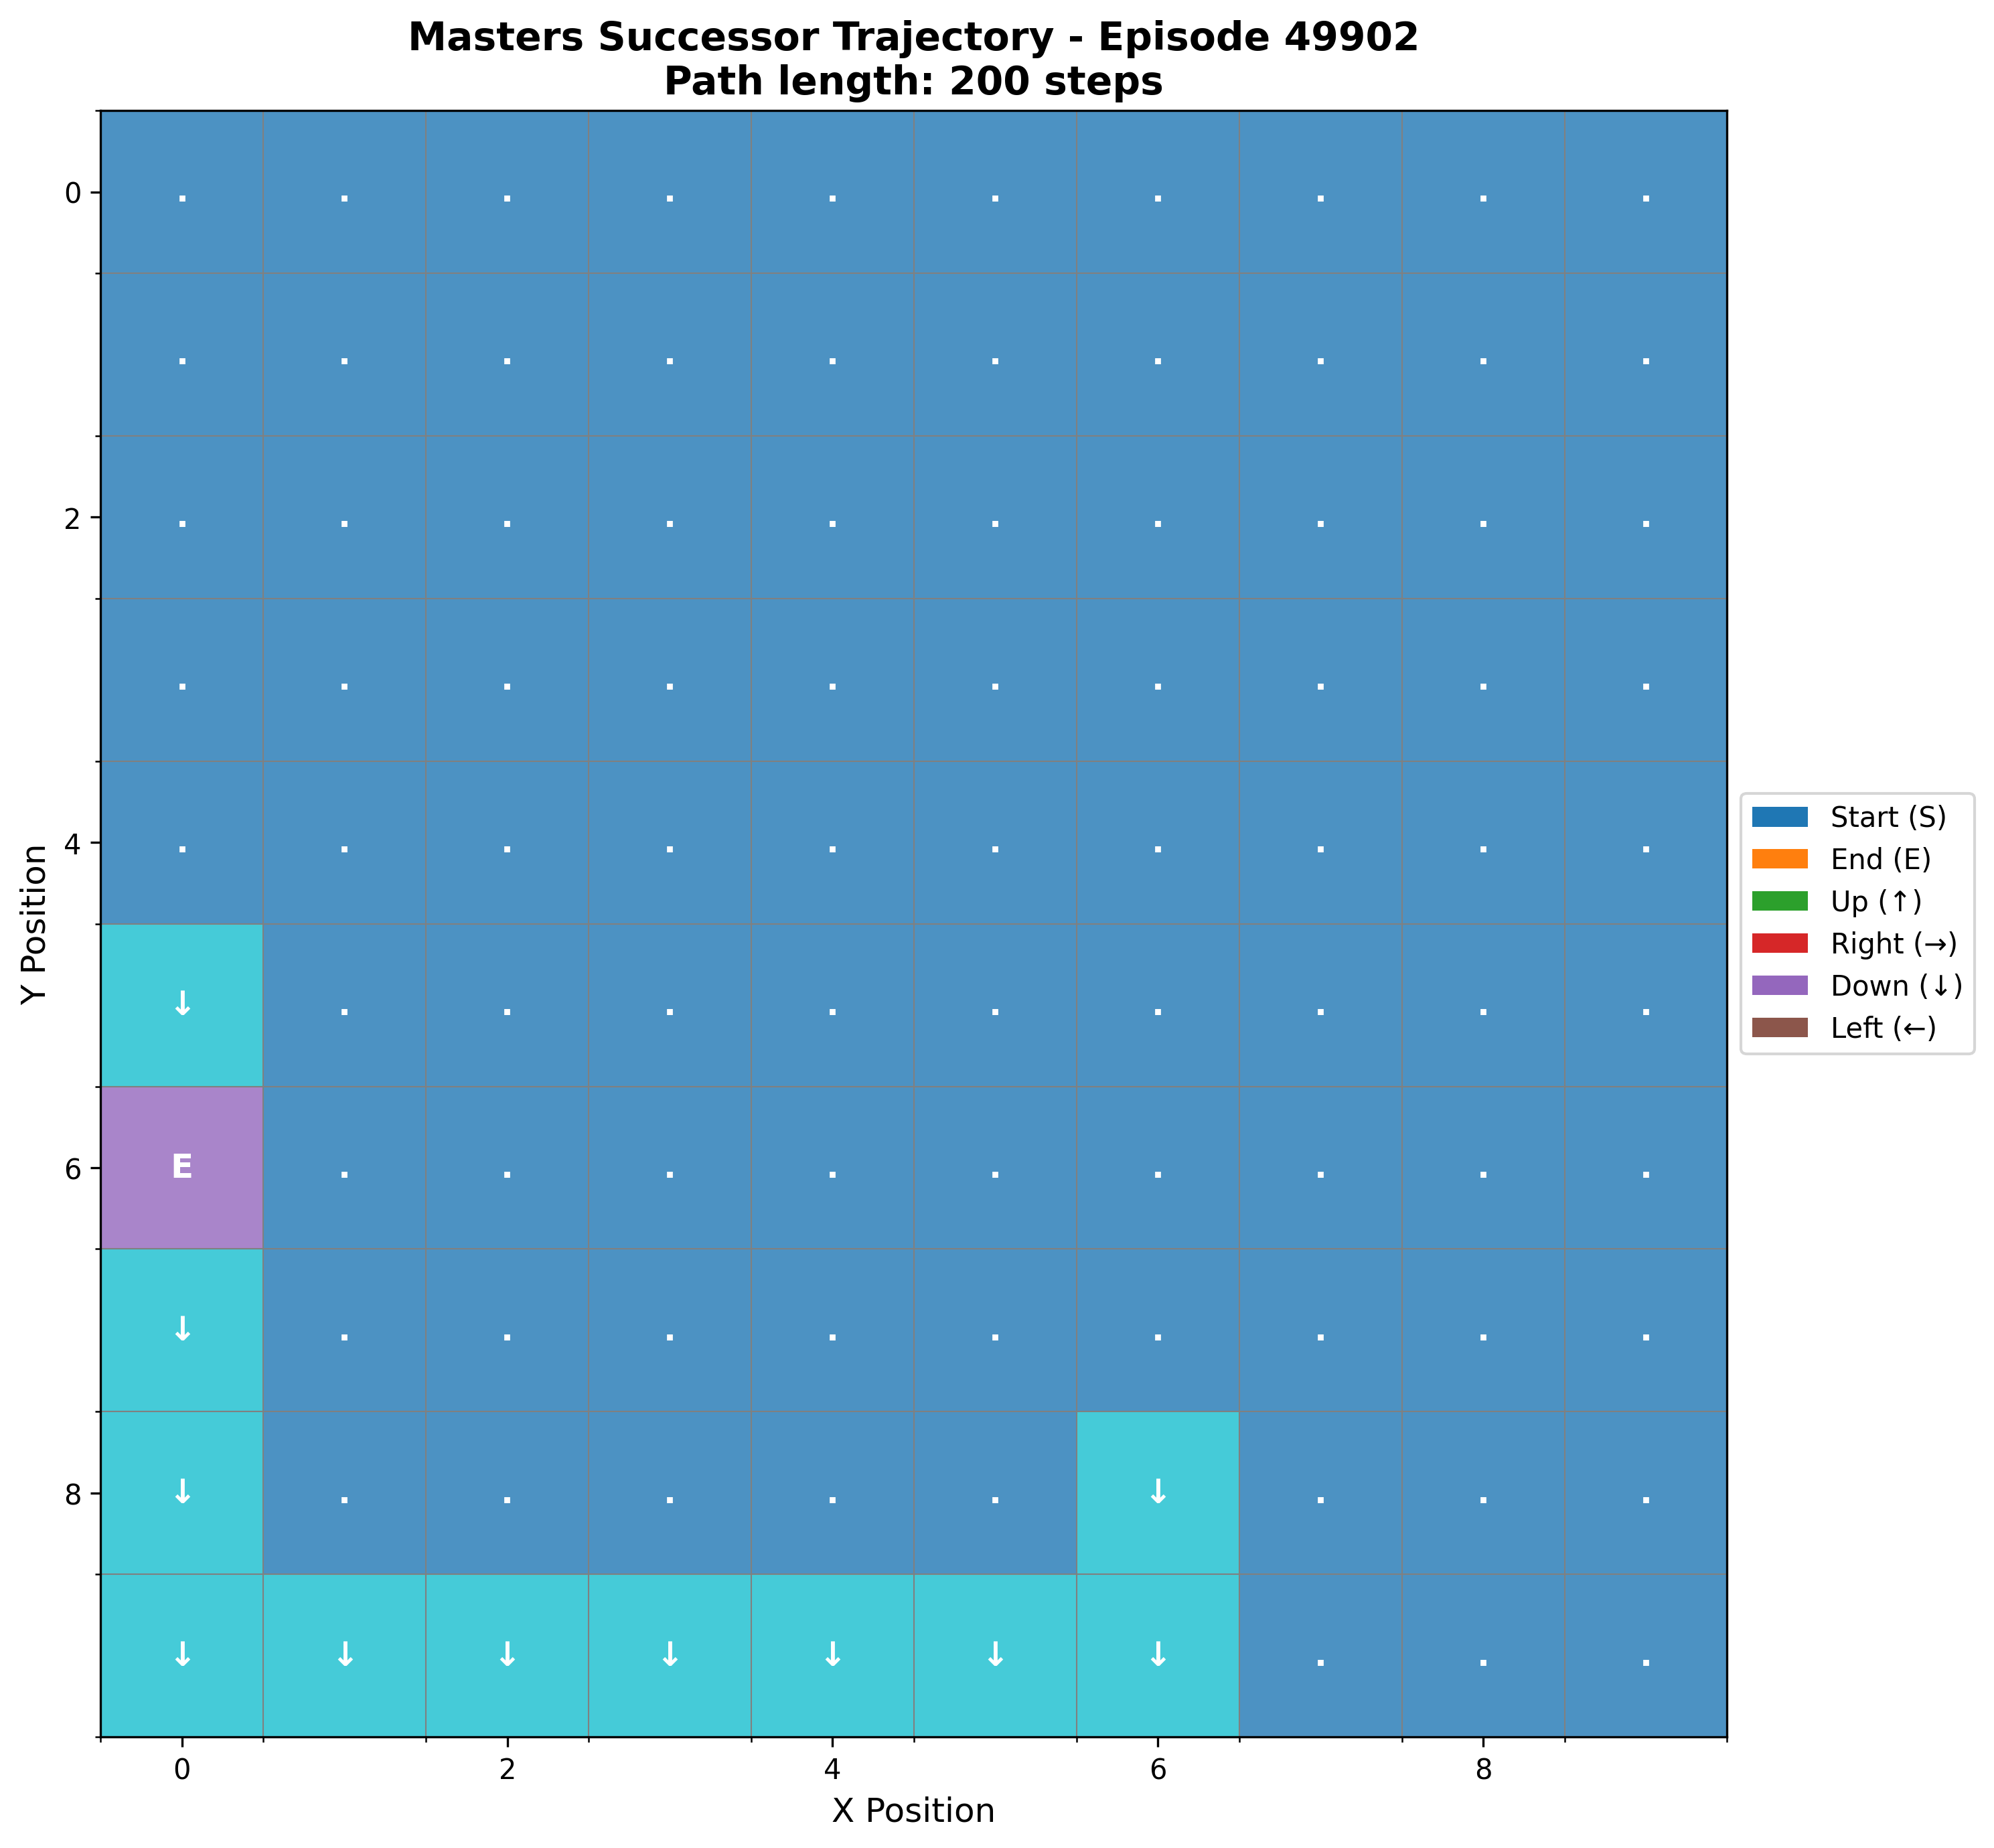 Masters Successor Trajectory - Episode 49902
Path length: 200 steps
0
. . . . . . . . . .
. . . . . . . . . .
2
. . . . . . . . . .
. . . . . . . . . .
4
. . . . . . . . . .
↓ . . . . . . . . .
6
E . . . . . . . . .
↓ . . . . . . . . .
8
↓ . . . . . ↓ . . .
↓ ↓ ↓ ↓ ↓ ↓ ↓ . . .
0 2 4 6 8
X Position
Y Position
Start (S)
End (E)
Up (↑)
Right (→)
Down (↓)
Left (←)